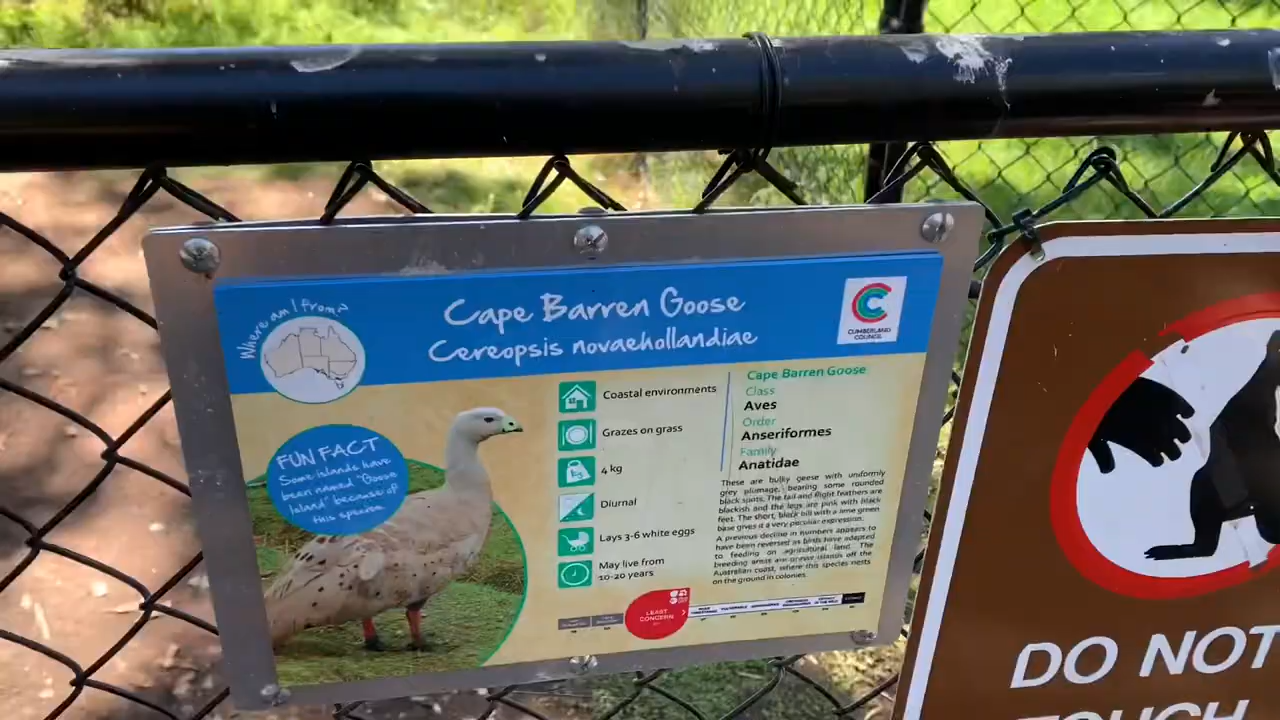 Where am I from?
Cape Barren Goose
Cereopsis novaehollandiae
CUMBERLAND
COUNCIL
FUN FACT
Some islands have
been named "Goose
Island" because of
this species.
Coastal environments
Grazes on grass
4 kg
Diurnal
Lays 3-6 white eggs
May live from
10-20 years
Cape Barren Goose
Class
Aves
Order
Anseriformes
Family
Anatidae
These are bulky geese with uniformly
grey plumage, bearing some rounded
black spots. The tail and flight feathers are
blackish and the legs are pink with black
feet. The short, black bill with a lime green
base gives it a very peculiar expression.
A previous decline in numbers appears to
have been reversed as birds have adapted
to feeding on agricultural land. The
breeding areas are grassy islands off the
Australian coast, where this species nests
on the ground in colonies.
LEAST
CONCERN
DO NOT
TOUCH